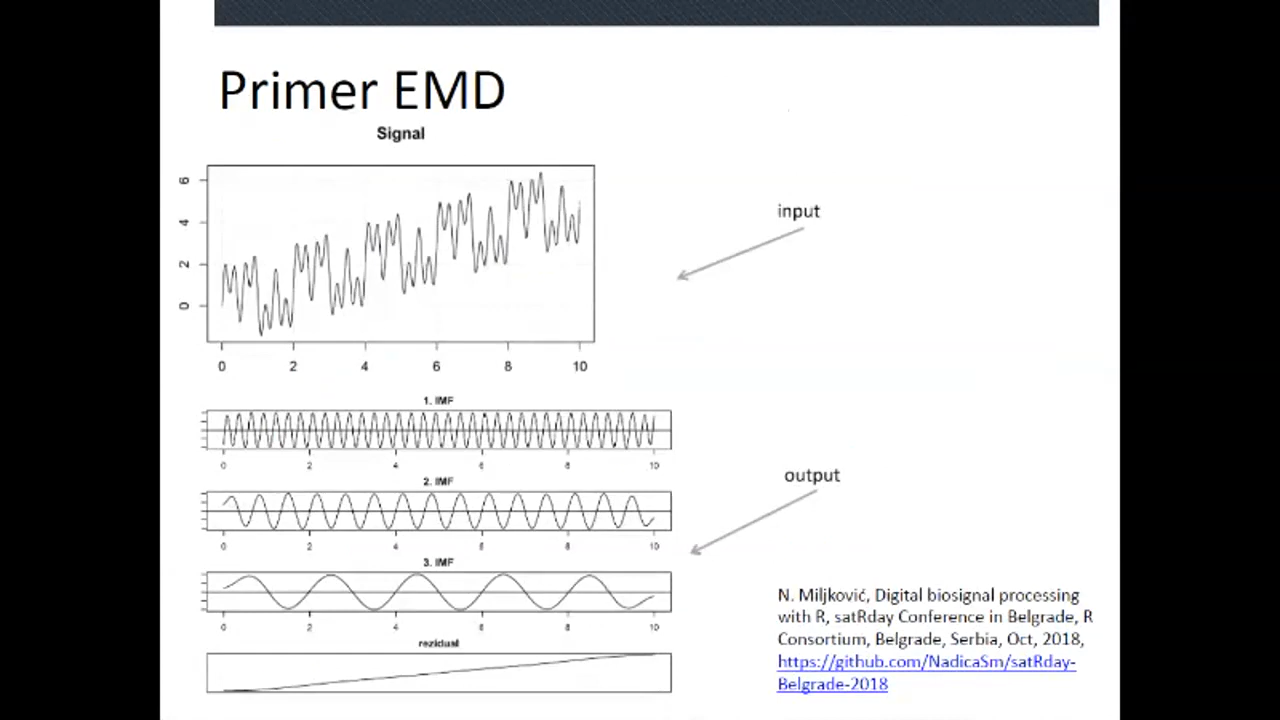 Primer EMD
Signal
6
4
2
0
0 2 4 6 8 10
input
1. IMF
0 2 4 6 8 10
2. IMF
0 2 4 6 8 10
output
3. IMF
0 2 4 6 8 10
rezidual
N. Miljković, Digital biosignal processing
with R, satRday Conference in Belgrade, R
Consortium, Belgrade, Serbia, Oct, 2018,
https://github.com/NadicaSm/satRday-
Belgrade-2018